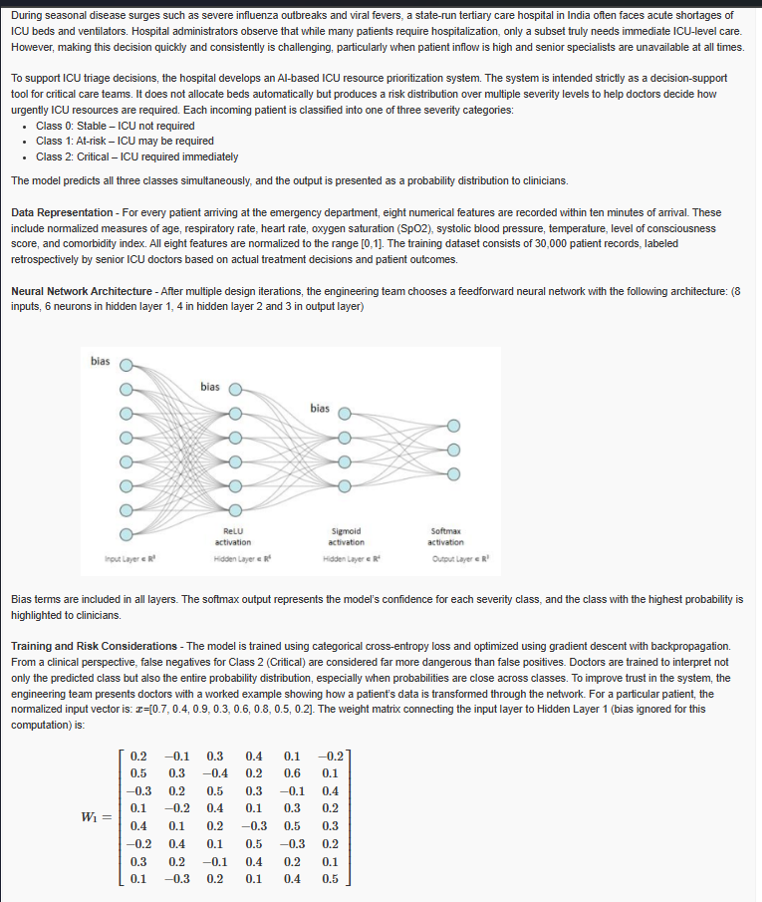 During seasonal disease surges such as severe influenza outbreaks and viral fevers, a state-run tertiary care hospital in India often faces acute shortages of
ICU beds and ventilators. Hospital administrators observe that while many patients require hospitalization, only a subset truly needs immediate ICU-level care.
However, making this decision quickly and consistently is challenging, particularly when patient inflow is high and senior specialists are unavailable at all times.
To support ICU triage decisions, the hospital develops an AI-based ICU resource prioritization system. The system is intended strictly as a decision-support
tool for critical care teams. It does not allocate beds automatically but produces a risk distribution over multiple severity levels to help doctors decide how
urgently ICU resources are required. Each incoming patient is classified into one of three severity categories:
• Class 0: Stable – ICU not required
• Class 1: At-risk – ICU may be required
• Class 2: Critical – ICU required immediately
The model predicts all three classes simultaneously, and the output is presented as a probability distribution to clinicians.
Data Representation - For every patient arriving at the emergency department, eight numerical features are recorded within ten minutes of arrival. These
include normalized measures of age, respiratory rate, heart rate, oxygen saturation (SpO2), systolic blood pressure, temperature, level of consciousness
score, and comorbidity index. All eight features are normalized to the range [0,1]. The training dataset consists of 30,000 patient records, labeled
retrospectively by senior ICU doctors based on actual treatment decisions and patient outcomes.
Neural Network Architecture - After multiple design iterations, the engineering team chooses a feedforward neural network with the following architecture: (8
inputs, 6 neurons in hidden layer 1, 4 in hidden layer 2 and 3 in output layer)
bias
bias
bias
ReLU Sigmoid Softmax
activation activation activation
Input Layer ∈ Hidden Layer ∈ Hidden Layer ∈ Output Layer ∈
Bias terms are included in all layers. The softmax output represents the model's confidence for each severity class, and the class with the highest probability is
highlighted to clinicians.
Training and Risk Considerations - The model is trained using categorical cross-entropy loss and optimized using gradient descent with backpropagation.
From a clinical perspective, false negatives for Class 2 (Critical) are considered far more dangerous than false positives. Doctors are trained to interpret not
only the predicted class but also the entire probability distribution, especially when probabilities are close across classes. To improve trust in the system, the
engineering team presents doctors with a worked example showing how a patient's data is transformed through the network. For a particular patient, the
normalized input vector is: x=[0.7, 0.4, 0.9, 0.3, 0.6, 0.8, 0.5, 0.2]. The weight matrix connecting the input layer to Hidden Layer 1 (bias ignored for this
computation) is:
W₁ =
0.2 −0.1 0.3 0.4 0.1 −0.2
0.5 0.3 −0.4 0.2 0.6 0.1
−0.3 0.2 0.5 0.3 −0.1 0.4
0.1 −0.2 0.4 0.1 0.3 0.2
0.4 0.1 0.2 −0.3 0.5 0.3
−0.2 0.4 0.1 0.5 −0.3 0.2
0.3 0.2 −0.1 0.4 0.2 0.1
0.1 −0.3 0.2 0.1 0.4 0.5